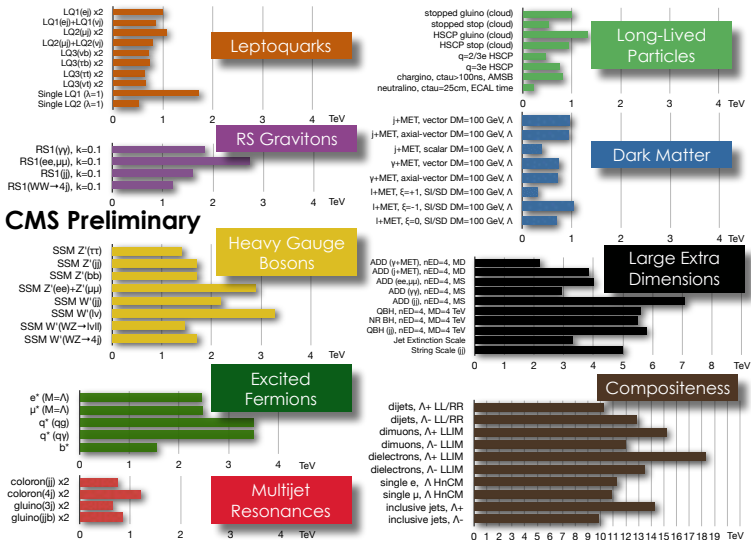 LQ1(ej) x2
LQ1(ej)+LQ1(νj)
LQ2(μj) x2
LQ2(μj)+LQ2(νj)
LQ3(νb) x2
LQ3(τb) x2
LQ3(τt) x2
LQ3(νt) x2
Single LQ1 (λ=1)
Single LQ2 (λ=1)
0 1 2 3 4 TeV
Leptoquarks
RS Gravitons
RS1(γγ), k=0.1
RS1(ee,μμ), k=0.1
RS1(jj), k=0.1
RS1(WW→4j), k=0.1
0 1 2 3 4 TeV
CMS Preliminary
Heavy Gauge
Bosons
SSM Z'(ττ)
SSM Z'(jj)
SSM Z'(bb)
SSM Z'(ee)+Z'(μμ)
SSM W'(jj)
SSM W'(lν)
SSM W'(WZ→lνll)
SSM W'(WZ→4j)
0 1 2 3 4 TeV
Excited
Fermions
e* (M=Λ)
μ* (M=Λ)
q* (qg)
q* (qγ)
b*
0 1 2 3 4 TeV
coloron(jj) x2
coloron(4j) x2
gluino(3j) x2
gluino(jjb) x2
0 1 2 3 4 TeV
Multijet
Resonances
stopped gluino (cloud)
stopped stop (cloud)
HSCP gluino (cloud)
HSCP stop (cloud)
q=2/3e HSCP
q=3e HSCP
chargino, ctau>100ns, AMSB
neutralino, ctau=25cm, ECAL time
0 1 2 3 4 TeV
Long-Lived
Particles
j+MET, vector DM=100 GeV, Λ
j+MET, axial-vector DM=100 GeV, Λ
j+MET, scalar DM=100 GeV, Λ
γ+MET, vector DM=100 GeV, Λ
γ+MET, axial-vector DM=100 GeV, Λ
l+MET, ξ=+1, SI/SD DM=100 GeV, Λ
l+MET, ξ=-1, SI/SD DM=100 GeV, Λ
l+MET, ξ=0, SI/SD DM=100 GeV, Λ
0 1 2 3 4 TeV
Dark Matter
Large Extra
Dimensions
ADD (γ+MET), nED=4, MD
ADD (j+MET), nED=4, MD
ADD (ee,μμ), nED=4, MS
ADD (γγ), nED=4, MS
ADD (jj), nED=4, MS
QBH, nED=4, MD=4 TeV
NR BH, nED=4, MD=4 TeV
QBH (jj), nED=4, MD=4 TeV
Jet Extinction Scale
String Scale (jj)
0 1 2 3 4 5 6 7 8 9 TeV
Compositeness
dijets, Λ+ LL/RR
dijets, Λ- LL/RR
dimuons, Λ+ LLIM
dimuons, Λ- LLIM
dielectrons, Λ+ LLIM
dielectrons, Λ- LLIM
single e, Λ HnCM
single μ, Λ HnCM
inclusive jets, Λ+
inclusive jets, Λ-
0 1 2 3 4 5 6 7 8 9 10 11 12 13 14 15 16 17 18 19 TeV